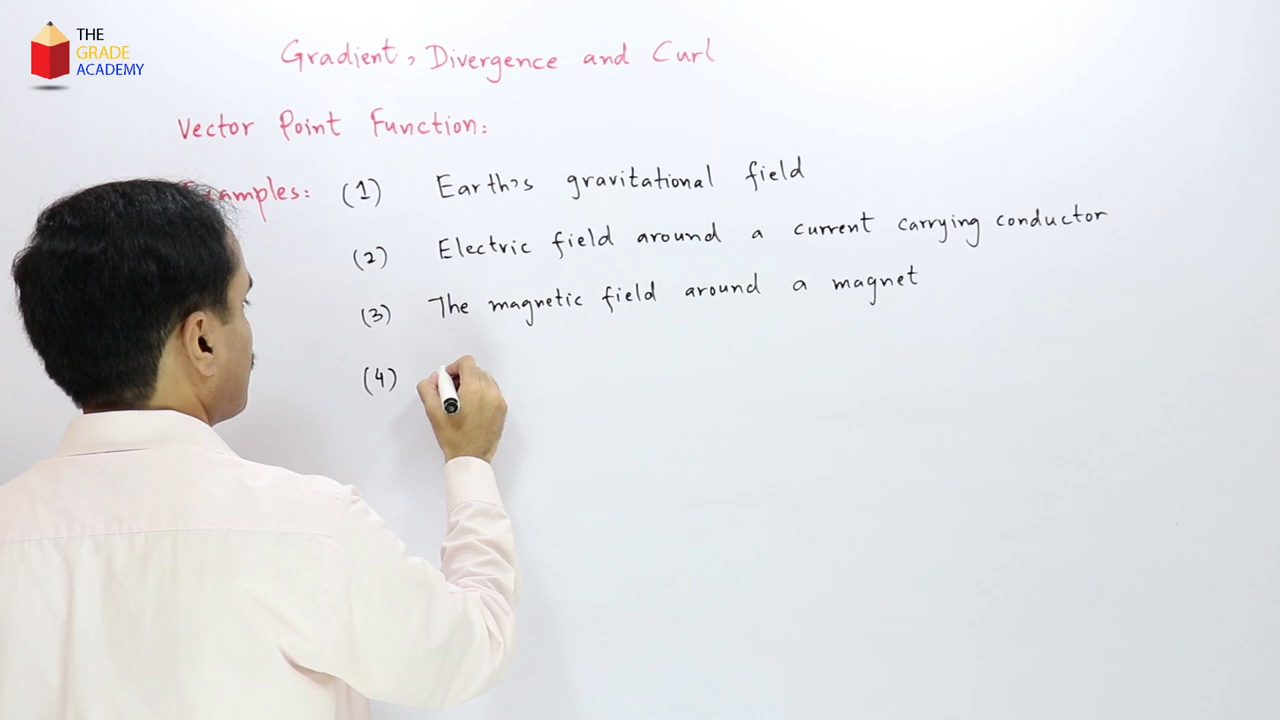 THE
GRADE
ACADEMY
Gradient, Divergence and Curl
Vector Point Function:
Examples: (1) Earth's gravitational field
(2) Electric field around a current carrying conductor
(3) The magnetic field around a magnet
(4)